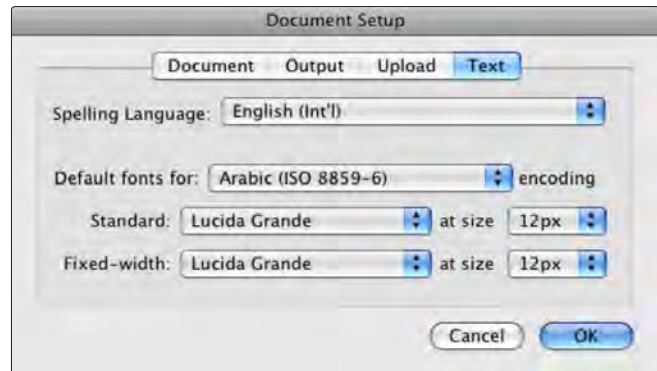 Document Setup
Document Output Upload Text
Spelling Language: English (Int'l)
Default fonts for: Arabic (ISO 8859-6) encoding
Standard: Lucida Grande at size 12px
Fixed-width: Lucida Grande at size 12px
Cancel OK